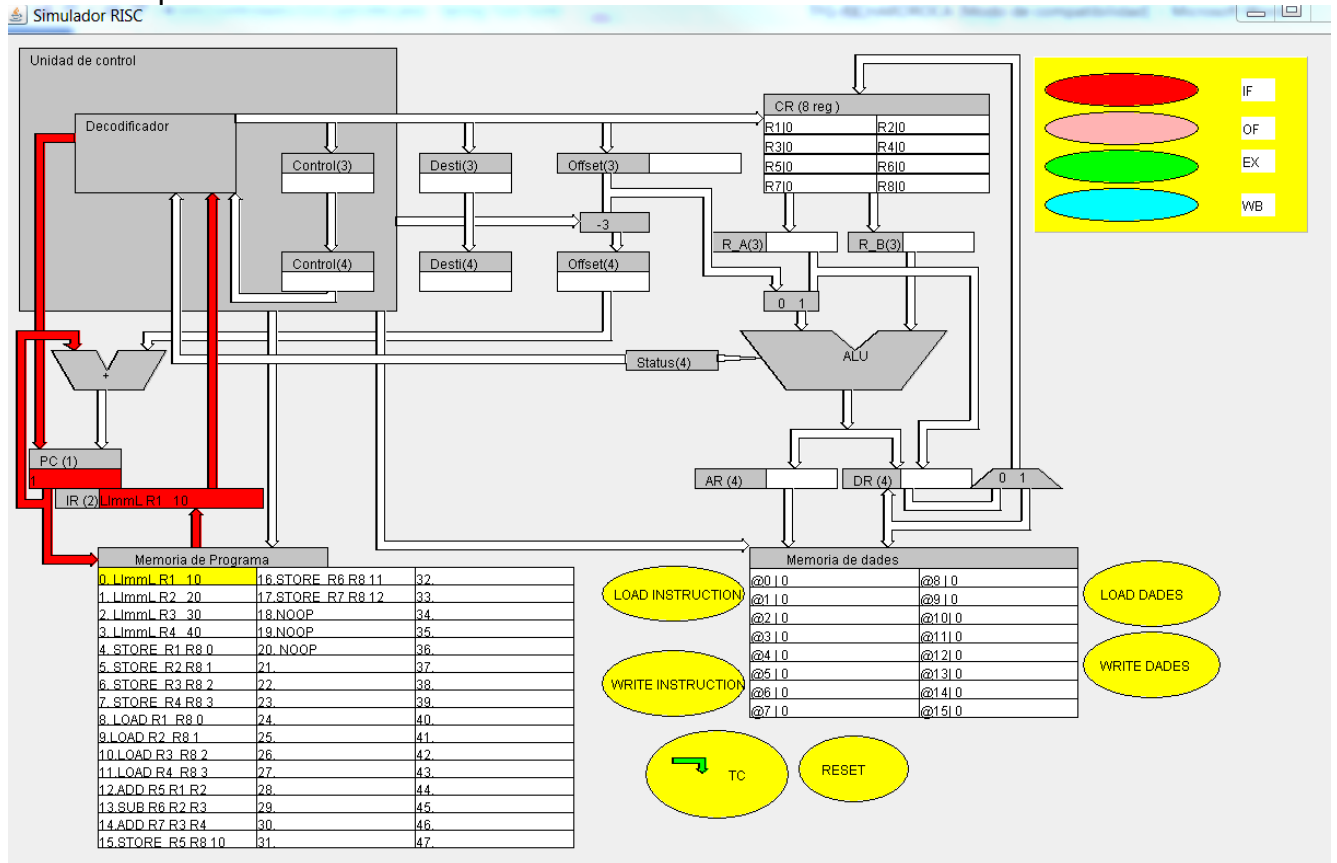 Simulador RISC
Unidad de control
Decodificador
Control(3)
Desti(3)
Offset(3)
CR (8 reg )
R1|0 R2|0
R3|0 R4|0
R5|0 R6|0
R7|0 R8|0
IF
OF
EX
WB
-3
R_A(3)
R_B(3)
Control(4)
Desti(4)
Offset(4)
0 1
ALU
+
Status(4)
PC (1)
1
IR (2) LImmL R1 10
AR (4)
DR (4)
0 1
Memoria de Programa
0. LImmL R1 10 16.STORE R6 R8 11 32.
1. LImmL R2 20 17.STORE R7 R8 12 33.
2. LImmL R3 30 18.NOOP 34.
3. LImmL R4 40 19.NOOP 35.
4. STORE R1 R8 0 20. NOOP 36.
5. STORE R2 R8 1 21. 37.
6. STORE R3 R8 2 22. 38.
7. STORE R4 R8 3 23. 39.
8. LOAD R1 R8 0 24. 40.
9.LOAD R2 R8 1 25. 41.
10.LOAD R3 R8 2 26. 42.
11.LOAD R4 R8 3 27. 43.
12.ADD R5 R1 R2 28. 44.
13.SUB R6 R2 R3 29. 45.
14.ADD R7 R3 R4 30. 46.
15.STORE R5 R8 10 31. 47.
LOAD INSTRUCTION
WRITE INSTRUCTION
Memoria de dades
@0 | 0 @8 | 0
@1 | 0 @9 | 0
@2 | 0 @10| 0
@3 | 0 @11| 0
@4 | 0 @12| 0
@5 | 0 @13| 0
@6 | 0 @14| 0
@7 | 0 @15| 0
LOAD DADES
WRITE DADES
TC
RESET